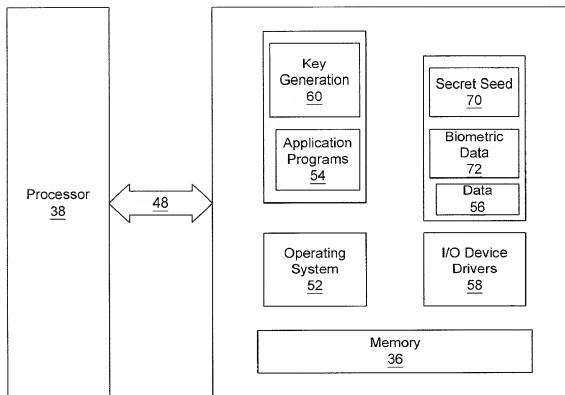 Processor
38
48
Key
Generation
60
Application
Programs
54
Secret Seed
70
Biometric
Data
72
Data
56
Operating
System
52
I/O Device
Drivers
58
Memory
36